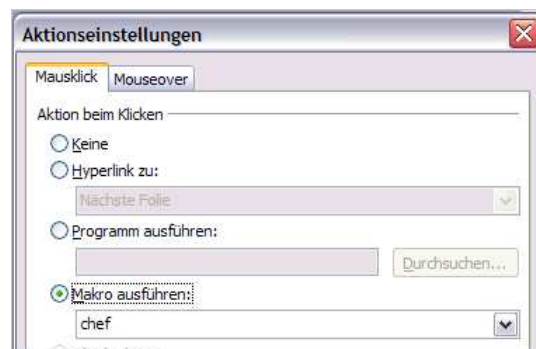 Aktionseinstellungen
Mausklick Mouseover
Aktion beim Klicken
Keine
Hyperlink zu:
Nächste Folie
Programm ausführen:
Durchsuchen...
Makro ausführen:
chef